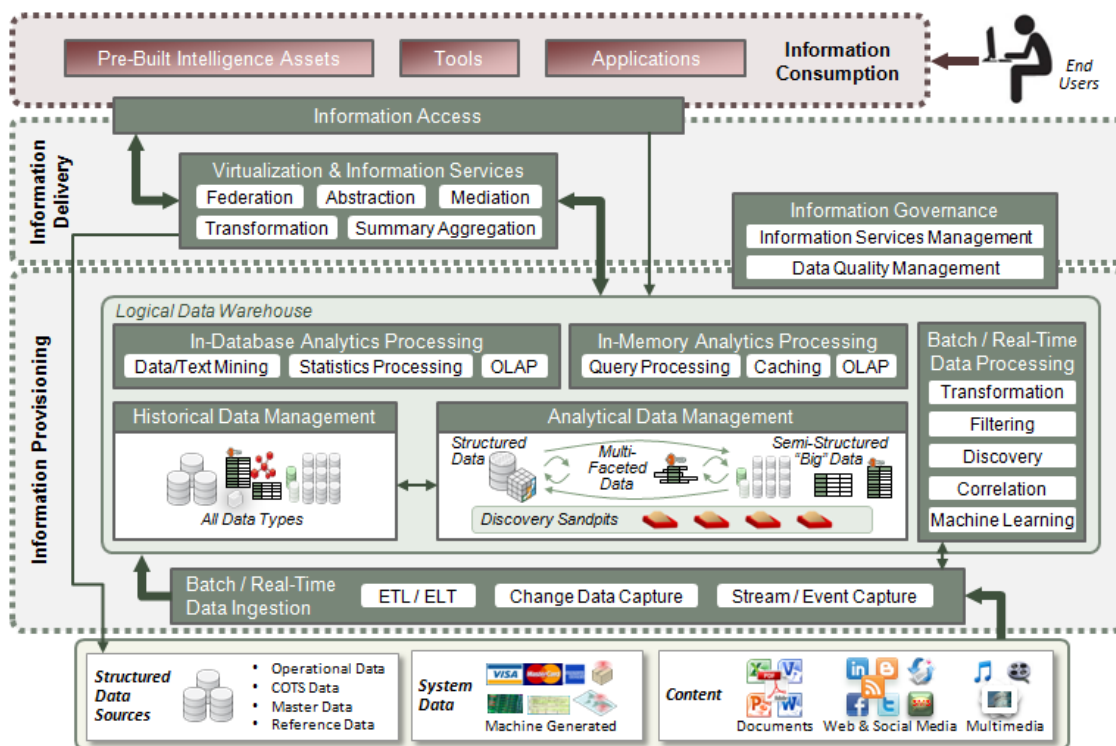 Pre-Built Intelligence Assets
Tools
Applications
Information
Consumption
End
Users
Information Access
Information
Delivery
Virtualization & Information Services
Federation
Abstraction
Mediation
Transformation
Summary Aggregation
Information Governance
Information Services Management
Data Quality Management
Information Provisioning
Logical Data Warehouse
In-Database Analytics Processing
Data/Text Mining
Statistics Processing
OLAP
In-Memory Analytics Processing
Query Processing
Caching
OLAP
Batch / Real-Time
Data Processing
Transformation
Filtering
Discovery
Correlation
Machine Learning
Historical Data Management
All Data Types
Analytical Data Management
Structured
Data
Multi-
Faceted
Data
Semi-Structured
"Big" Data
Discovery Sandpits
Batch / Real-Time
Data Ingestion
ETL / ELT
Change Data Capture
Stream / Event Capture
Structured
Data
Sources
• Operational Data
• COTS Data
• Master Data
• Reference Data
System
Data
VISA
MasterCard
Machine Generated
Content
PDF
Documents
in
f
t
Web & Social Media
Multimedia